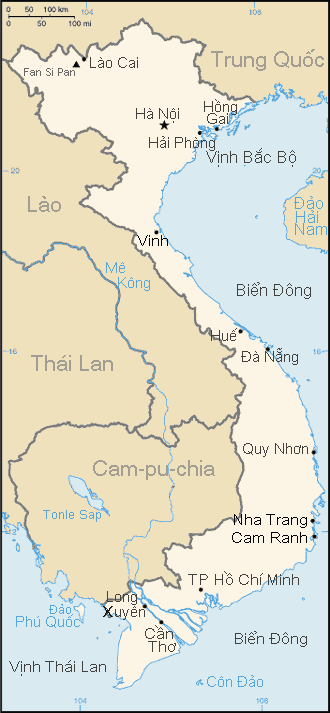 104
108
0 50 100 km
0 50 100 mi
Lào Cai
Fan Si Pan
Trung Quốc
Hà Nội
Hồng
Gai
Hải Phòng
Vịnh Bắc Bộ
20
20
Lào
Đảo
Hải
Nam
Vinh
Mê
Kông
Biển Đông
Huế
Đà Nẵng
16
16
Thái Lan
Quy Nhơn
Cam-pu-chia
Tonle Sap
Nha Trang
Cam Ranh
TP Hồ Chí Minh
Long
Xuyên
Đảo
Phú Quốc
Cần
Thơ
Biển Đông
Vịnh Thái Lan
Côn Đảo
104
108